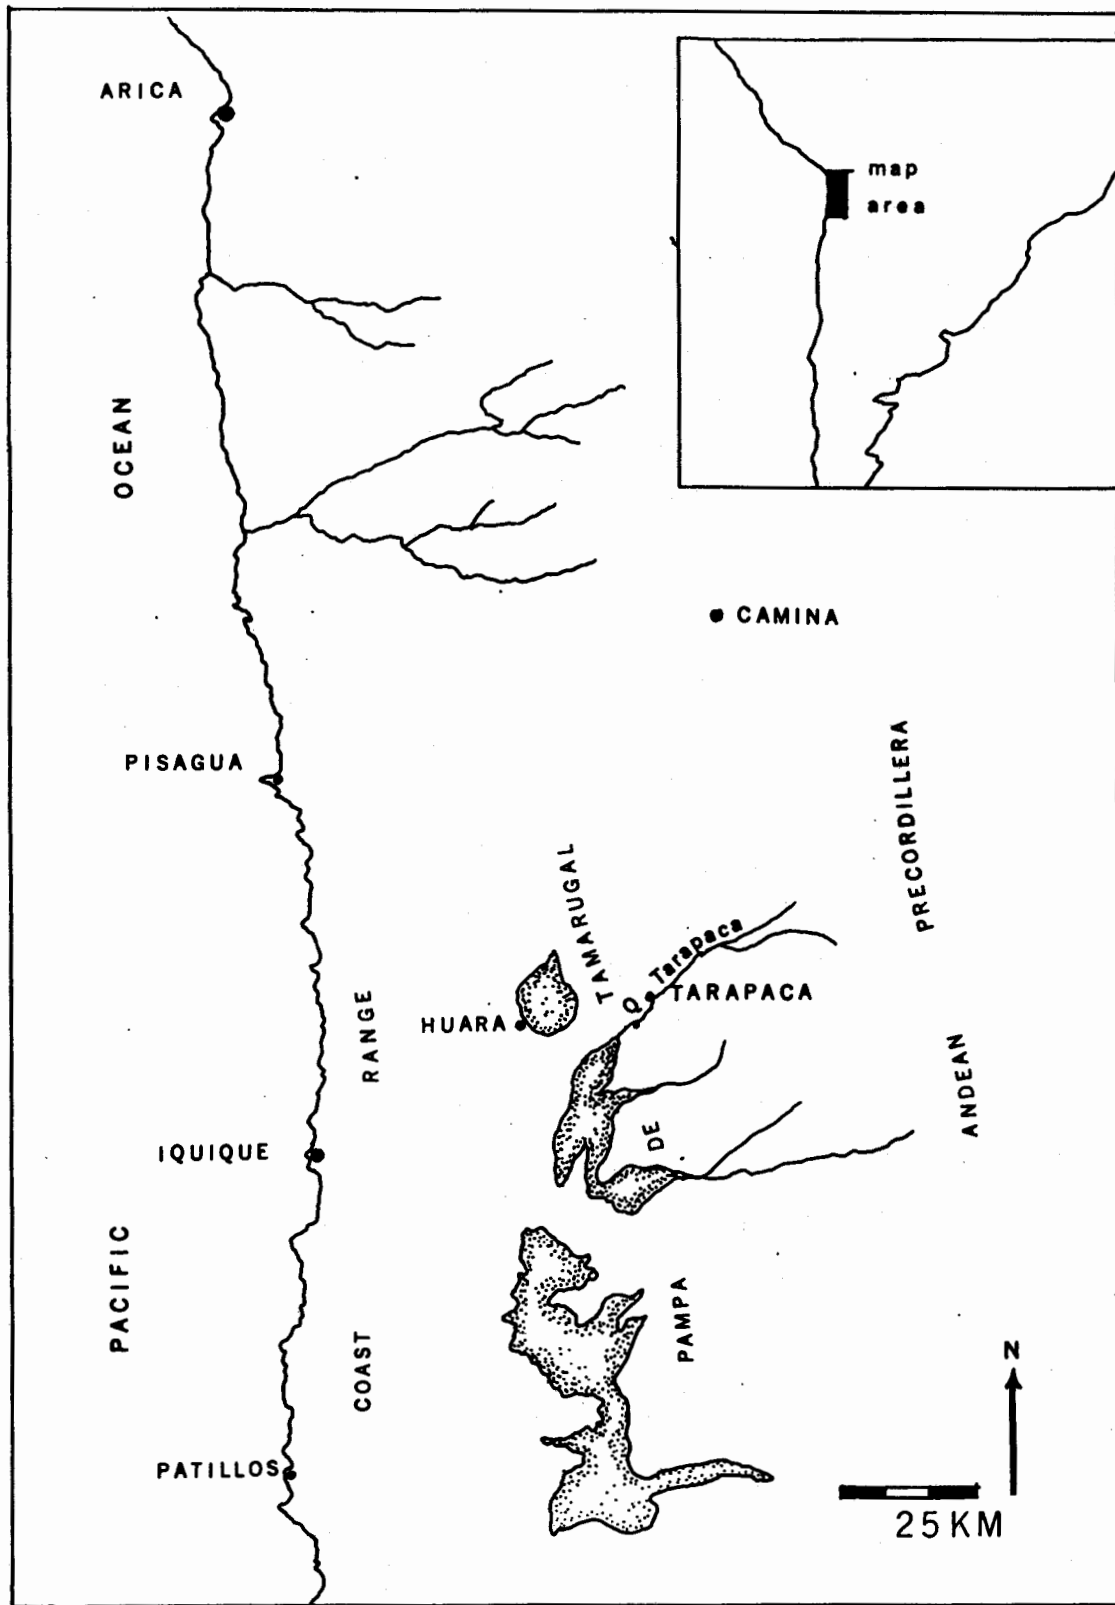 ARICA
map
area
OCEAN
CAMINA
PISAGUA
PRECORDILLERA
TAMARUGAL
Q. Tarapaca
TARAPACA
HUARA
RANGE
DE
ANDEAN
IQUIQUE
PACIFIC
PAMPA
COAST
N
PATILLOS
25 KM